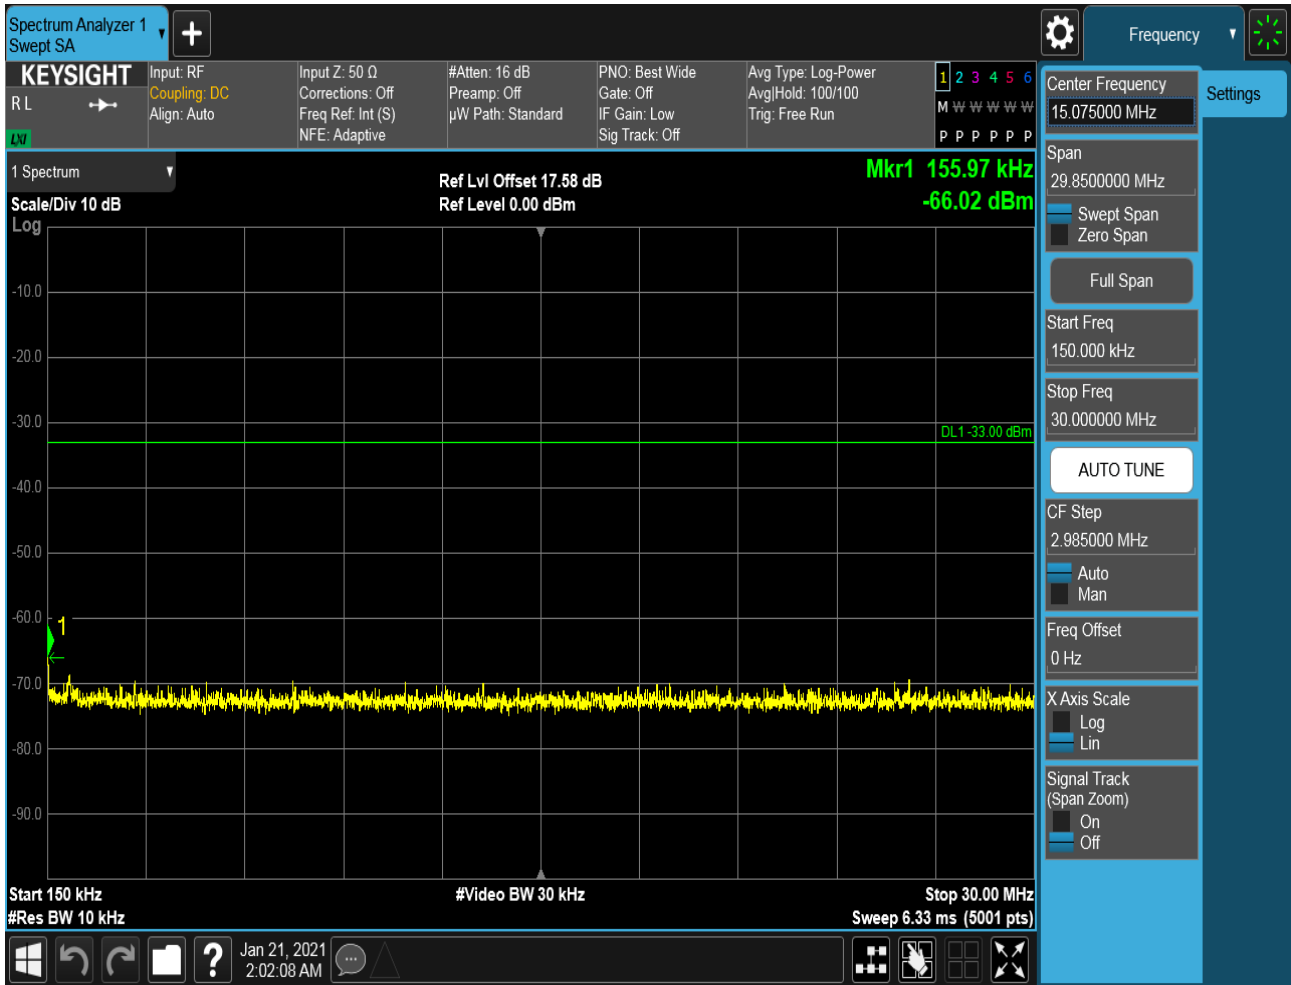 Spectrum Analyzer 1
Swept SA
Frequency
KEYSIGHT
R L
LXI
Input: RF
Coupling: DC
Align: Auto
Input Z: 50 Ω
Corrections: Off
Freq Ref: Int (S)
NFE: Adaptive
#Atten: 16 dB
Preamp: Off
µW Path: Standard
PNO: Best Wide
Gate: Off
IF Gain: Low
Sig Track: Off
Avg Type: Log-Power
Avg|Hold: 100/100
Trig: Free Run
1 2 3 4 5 6
M W W W W W
P P P P P P
1 Spectrum
Scale/Div 10 dB
Log
Ref Lvl Offset 17.58 dB
Ref Level 0.00 dBm
Mkr1 155.97 kHz
-66.02 dBm
-10.0
-20.0
-30.0
DL1 -33.00 dBm
-40.0
-50.0
-60.0
1
-70.0
-80.0
-90.0
Start 150 kHz
#Res BW 10 kHz
#Video BW 30 kHz
Stop 30.00 MHz
Sweep 6.33 ms (5001 pts)
Jan 21, 2021
2:02:08 AM
Center Frequency
15.075000 MHz
Settings
Span
29.8500000 MHz
Swept Span
Zero Span
Full Span
Start Freq
150.000 kHz
Stop Freq
30.000000 MHz
AUTO TUNE
CF Step
2.985000 MHz
Auto
Man
Freq Offset
0 Hz
X Axis Scale
Log
Lin
Signal Track
(Span Zoom)
On
Off